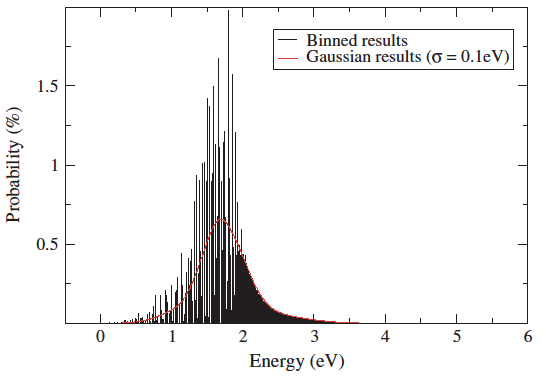 Binned results
Gaussian results (σ = 0.1eV)
Probability (%)
1.5
1
0.5
0 1 2 3 4 5 6
Energy (eV)